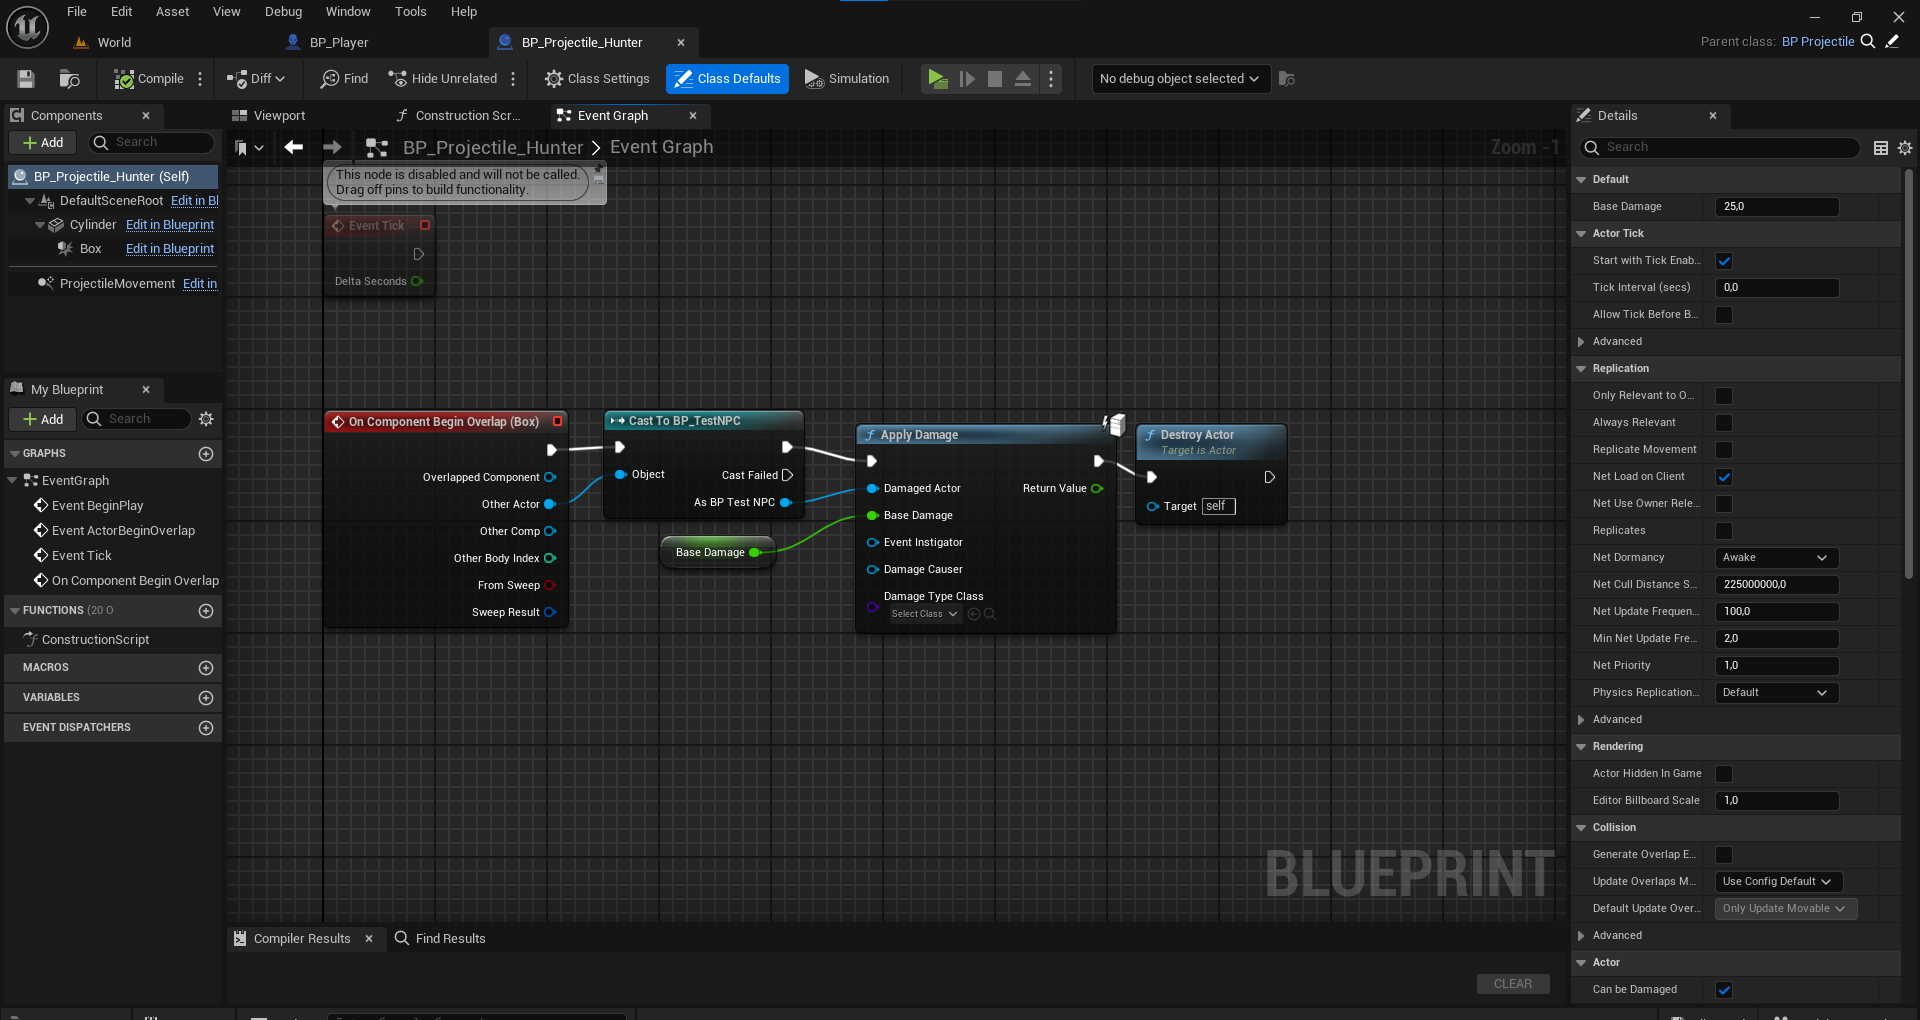 File Edit Asset View Debug Window Tools Help
World BP_Player BP_Projectile_Hunter
Parent class: BP Projectile
Compile Diff Find Hide Unrelated Class Settings Class Defaults Simulation No debug object selected
Components
Add Search
BP_Projectile_Hunter (Self)
DefaultSceneRoot Edit in Bl
Cylinder Edit in Blueprint
Box Edit in Blueprint
ProjectileMovement Edit in
My Blueprint
Add Search
GRAPHS
EventGraph
Event BeginPlay
Event ActorBeginOverlap
Event Tick
On Component Begin Overlap
FUNCTIONS (20 O
ConstructionScript
MACROS
VARIABLES
EVENT DISPATCHERS
Viewport Construction Scr... Event Graph
BP_Projectile_Hunter > Event Graph
Zoom -1
This node is disabled and will not be called.
Drag off pins to build functionality.
Event Tick
Delta Seconds
On Component Begin Overlap (Box)
Overlapped Component
Other Actor
Other Comp
Other Body Index
From Sweep
Sweep Result
Cast To BP_TestNPC
Object
Cast Failed
As BP Test NPC
Base Damage
Apply Damage
Damaged Actor
Return Value
Base Damage
Event Instigator
Damage Causer
Damage Type Class
Select Class
Destroy Actor
Target is Actor
Target self
BLUEPRINT
Compiler Results Find Results
CLEAR
Details
Search
Default
Base Damage 25,0
Actor Tick
Start with Tick Enab...
Tick Interval (secs) 0,0
Allow Tick Before B...
Advanced
Replication
Only Relevant to O...
Always Relevant
Replicate Movement
Net Load on Client
Net Use Owner Rele...
Replicates
Net Dormancy Awake
Net Cull Distance S... 225000000,0
Net Update Frequen... 100,0
Min Net Update Fre... 2,0
Net Priority 1,0
Physics Replication... Default
Advanced
Rendering
Actor Hidden In Game
Editor Billboard Scale 1,0
Collision
Generate Overlap E...
Update Overlaps M... Use Config Default
Default Update Over... Only Update Movable
Advanced
Actor
Can be Damaged